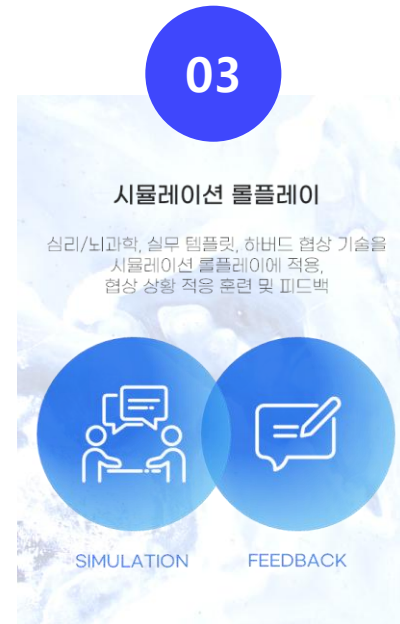 03
시뮬레이션 롤플레이
심리/뇌과학, 실무 템플릿, 하버드 협상 기술을
시뮬레이션 롤플레이에 적용,
협상 상황 적응 훈련 및 피드백
SIMULATION
FEEDBACK